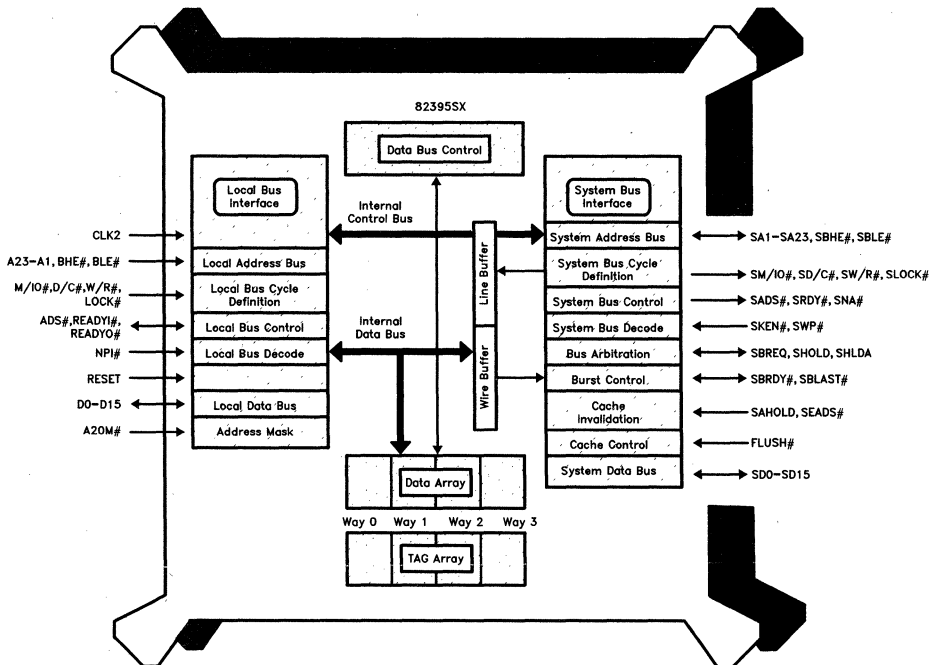 82395SX
Data Bus Control
Local Bus
Interface
System Bus
Interface
Internal
Control Bus
CLK2
System Address Bus
SA1-SA23, SBHE#, SBLE#
A23-A1, BHE#, BLE#
Local Address Bus
Line Buffer
System Bus Cycle
Definition
SM/IO#, SD/C#, SW/R#, SLOCK#
M/IO#,D/C#,W/R#,
LOCK#
Local Bus Cycle
Definition
System Bus Control
SADS#, SRDY#, SNA#
ADS#,READYI#,
READYO#
Local Bus Control
Internal
Data Bus
System Bus Decode
SKEN#, SWP#
NPI#
Local Bus Decode
Wire Buffer
Bus Arbitration
SBREQ, SHOLD, SHLDA
RESET
Burst Control
SBRDY#, SBLAST#
D0-D15
Local Data Bus
Cache
Invalidation
SAHOLD, SEADS#
A20M#
Address Mask
Cache Control
FLUSH#
System Data Bus
SD0-SD15
Data Array
Way 0 Way 1 Way 2 Way 3
TAG Array